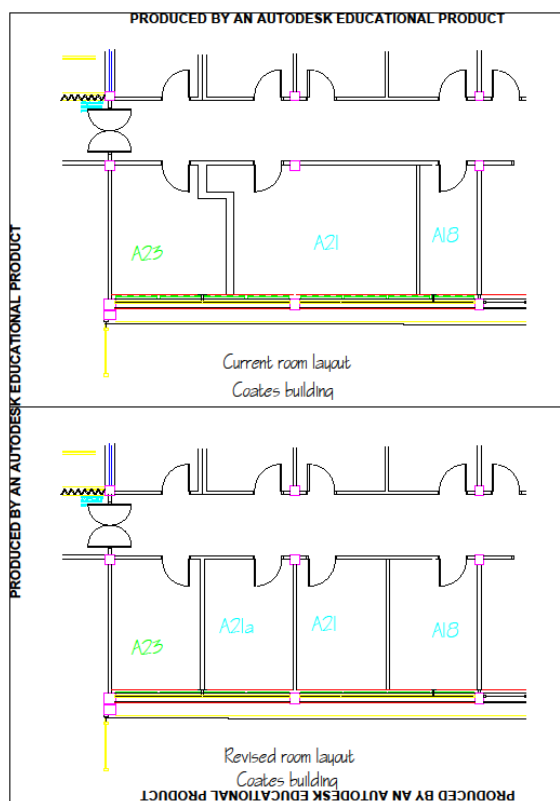 PRODUCED BY AN AUTODESK EDUCATIONAL PRODUCT
PRODUCED BY AN AUTODESK EDUCATIONAL PRODUCT
A23
A21
A18
Current room layout
Coates building
A23
A21a
A21
A18
Revised room layout
Coates building
PRODUCED BY AN AUTODESK EDUCATIONAL PRODUCT